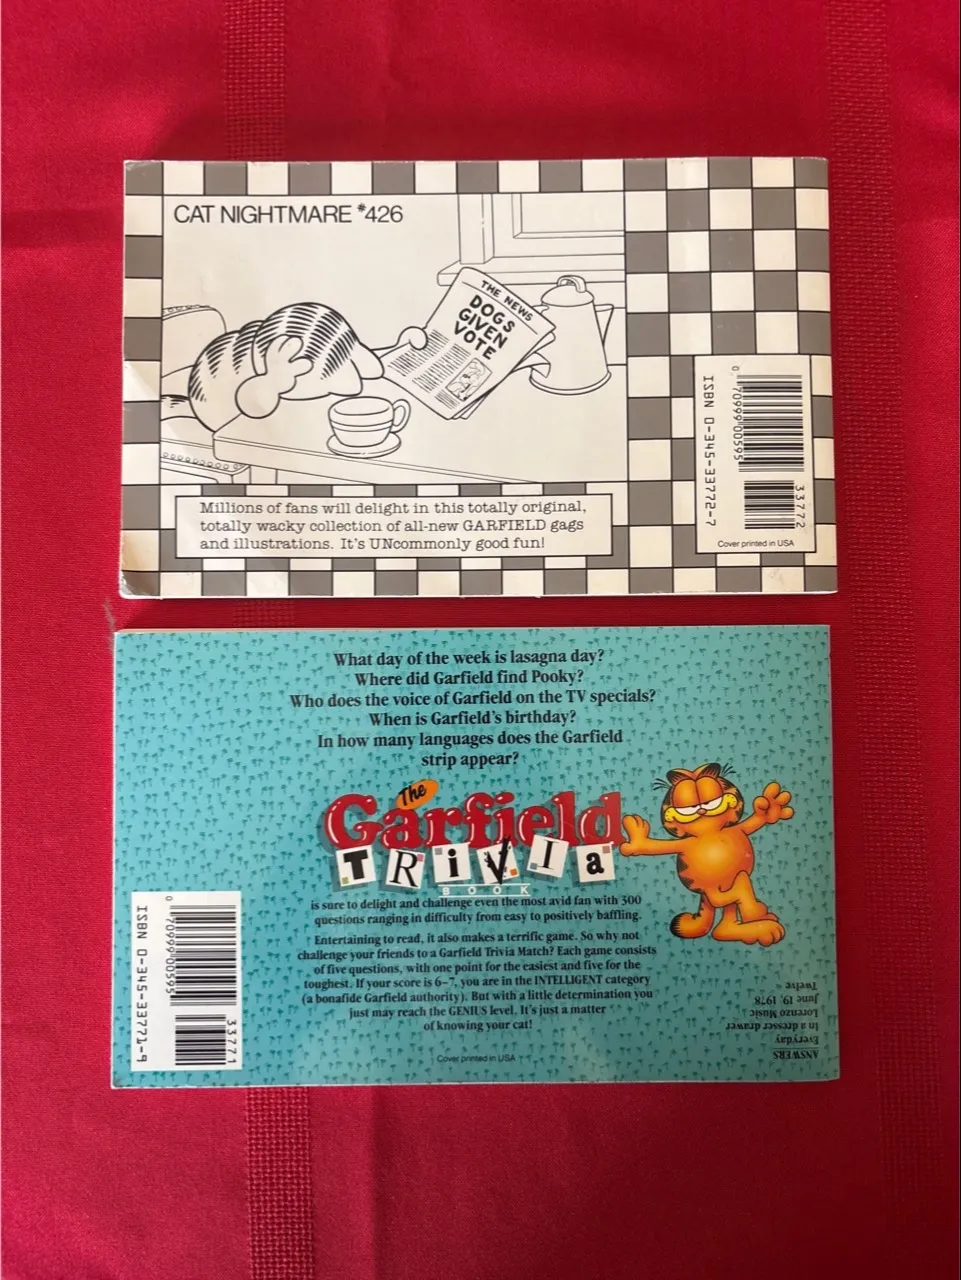 CAT NIGHTMARE #426
THE NEWS
DOGS
GIVEN
VOTE
0 70999 00595
33772
ISBN 0-345-33772-7
Cover printed in USA
Millions of fans will delight in this totally original,
totally wacky collection of all-new GARFIELD gags
and illustrations. It's UNcommonly good fun!
What day of the week is lasagna day?
Where did Garfield find Pooky?
Who does the voice of Garfield on the TV specials?
When is Garfield's birthday?
In how many languages does the Garfield
strip appear?
The
Garfield
TRiViA
BOOK
is sure to delight and challenge even the most avid fan with 300
questions ranging in difficulty from easy to positively baffling.
Entertaining to read, it also makes a terrific game. So why not
challenge your friends to a Garfield Trivia Match? Each game consists
of five questions, with one point for the easiest and five for the
toughest. If your score is 6–7, you are in the INTELLIGENT category
(a bonafide Garfield authority). But with a little determination you
just may reach the GENIUS level. It's just a matter
of knowing your cat!
Cover printed in USA
0 70999 00595
33771
ISBN 0-345-33771-9
ANSWERS
Everyday
In a dresser drawer
Lorenzo Music
June 19, 1978
Twelve